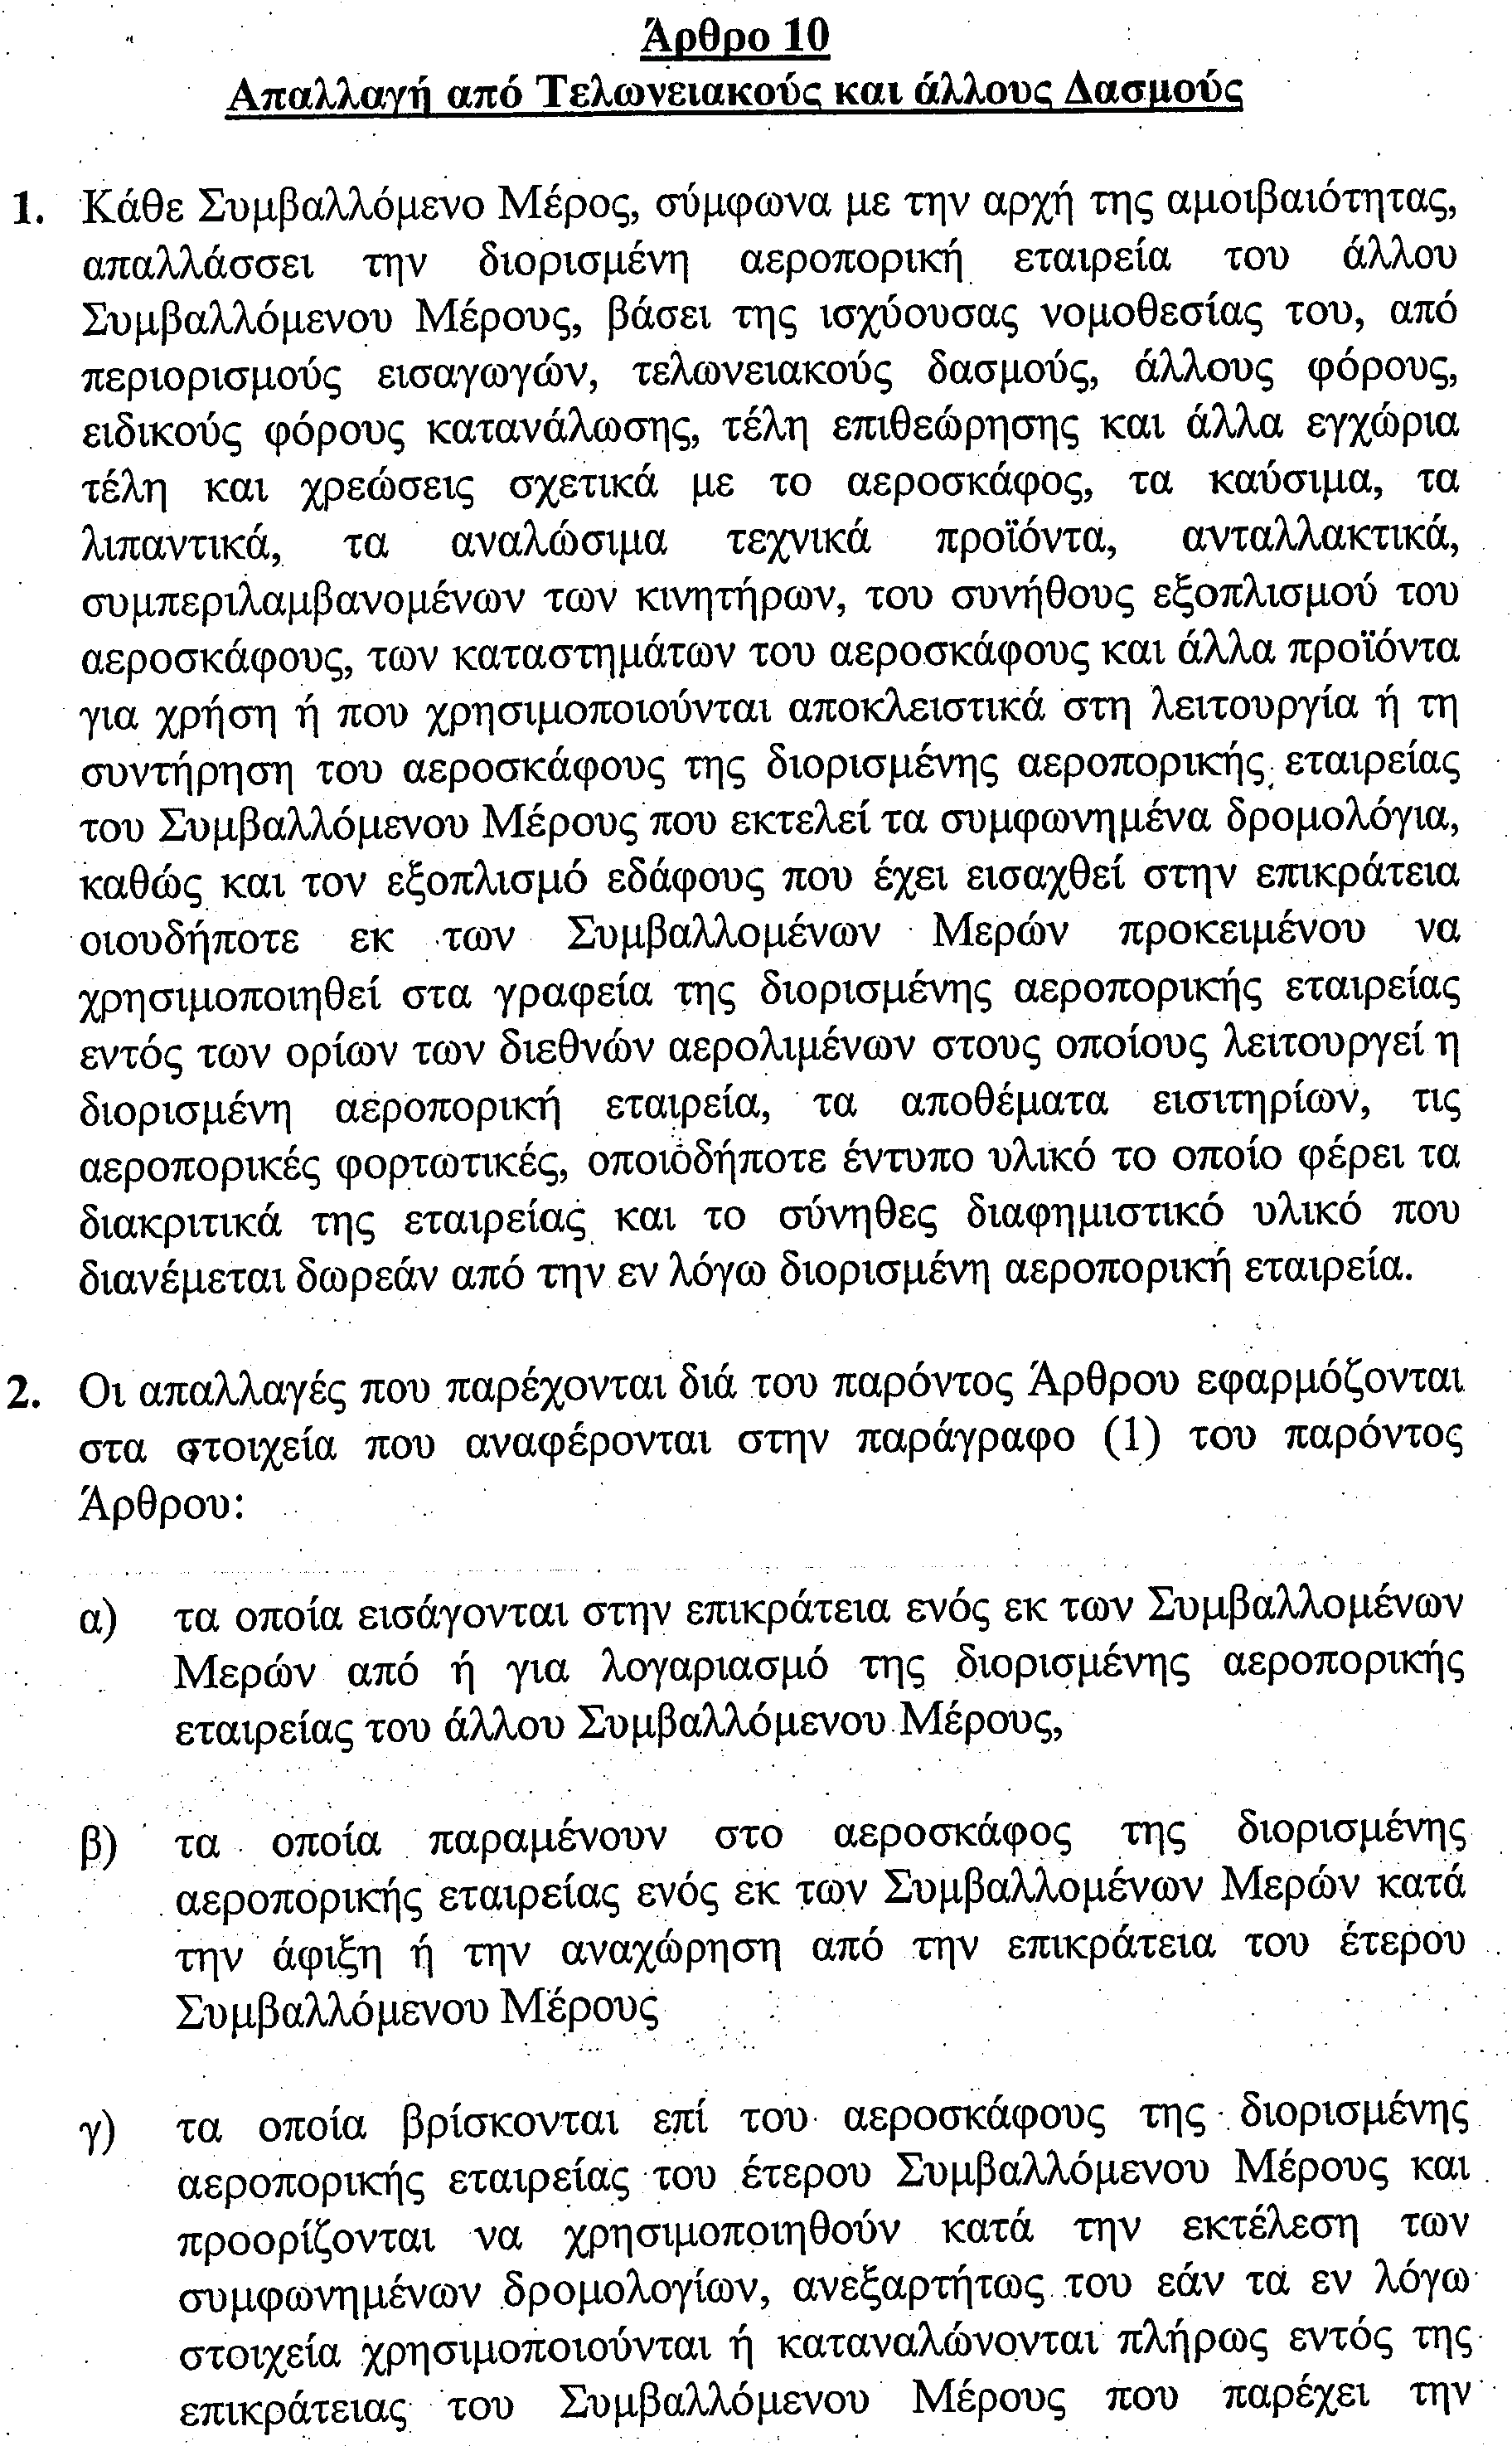 Άρθρο 10
Απαλλαγή από Τελωνειακούς και άλλους Δασμούς
1. Κάθε Συμβαλλόμενο Μέρος, σύμφωνα με την αρχή της αμοιβαιότητας,
απαλλάσσει την διορισμένη αεροπορική εταιρεία του άλλου
Συμβαλλόμενου Μέρους, βάσει της ισχύουσας νομοθεσίας του, από
περιορισμούς εισαγωγών, τελωνειακούς δασμούς, άλλους φόρους,
ειδικούς φόρους κατανάλωσης, τέλη επιθεώρησης και άλλα εγχώρια
τέλη και χρεώσεις σχετικά με το αεροσκάφος, τα καύσιμα, τα
λιπαντικά, τα αναλώσιμα τεχνικά προϊόντα, ανταλλακτικά,
συμπεριλαμβανομένων των κινητήρων, του συνήθους εξοπλισμού του
αεροσκάφους, των καταστημάτων του αεροσκάφους και άλλα προϊόντα
για χρήση ή που χρησιμοποιούνται αποκλειστικά στη λειτουργία ή τη
συντήρηση του αεροσκάφους της διορισμένης αεροπορικής εταιρείας
του Συμβαλλόμενου Μέρους που εκτελεί τα συμφωνημένα δρομολόγια,
καθώς και τον εξοπλισμό εδάφους που έχει εισαχθεί στην επικράτεια
οιουδήποτε εκ των Συμβαλλομένων Μερών προκειμένου να
χρησιμοποιηθεί στα γραφεία της διορισμένης αεροπορικής εταιρείας
εντός των ορίων των διεθνών αερολιμένων στους οποίους λειτουργεί η
διορισμένη αεροπορική εταιρεία, τα αποθέματα εισιτηρίων, τις
αεροπορικές φορτωτικές, οποιόδήποτε έντυπο υλικό το οποίο φέρει τα
διακριτικά της εταιρείας και το σύνηθες διαφημιστικό υλικό που
διανέμεται δωρεάν από την εν λόγω διορισμένη αεροπορική εταιρεία.
2. Οι απαλλαγές που παρέχονται διά του παρόντος Άρθρου εφαρμόζονται
στα στοιχεία που αναφέρονται στην παράγραφο (1) του παρόντος
Άρθρου:
α) τα οποία εισάγονται στην επικράτεια ενός εκ των Συμβαλλομένων
Μερών από ή για λογαριασμό της διορισμένης αεροπορικής
εταιρείας του άλλου Συμβαλλόμενου Μέρους,
β) τα οποία παραμένουν στο αεροσκάφος της διορισμένης
αεροπορικής εταιρείας ενός εκ των Συμβαλλομένων Μερών κατά
την άφιξη ή την αναχώρηση από την επικράτεια του έτερου
Συμβαλλόμενου Μέρους
γ) τα οποία βρίσκονται επί του αεροσκάφους της διορισμένης
αεροπορικής εταιρείας του έτερου Συμβαλλόμενου Μέρους και
προορίζονται να χρησιμοποιηθούν κατά την εκτέλεση των
συμφωνημένων δρομολογίων, ανεξαρτήτως του εάν τα εν λόγω
στοιχεία χρησιμοποιούνται ή καταναλώνονται πλήρως εντός της
επικράτειας του Συμβαλλόμενου Μέρους που παρέχει την